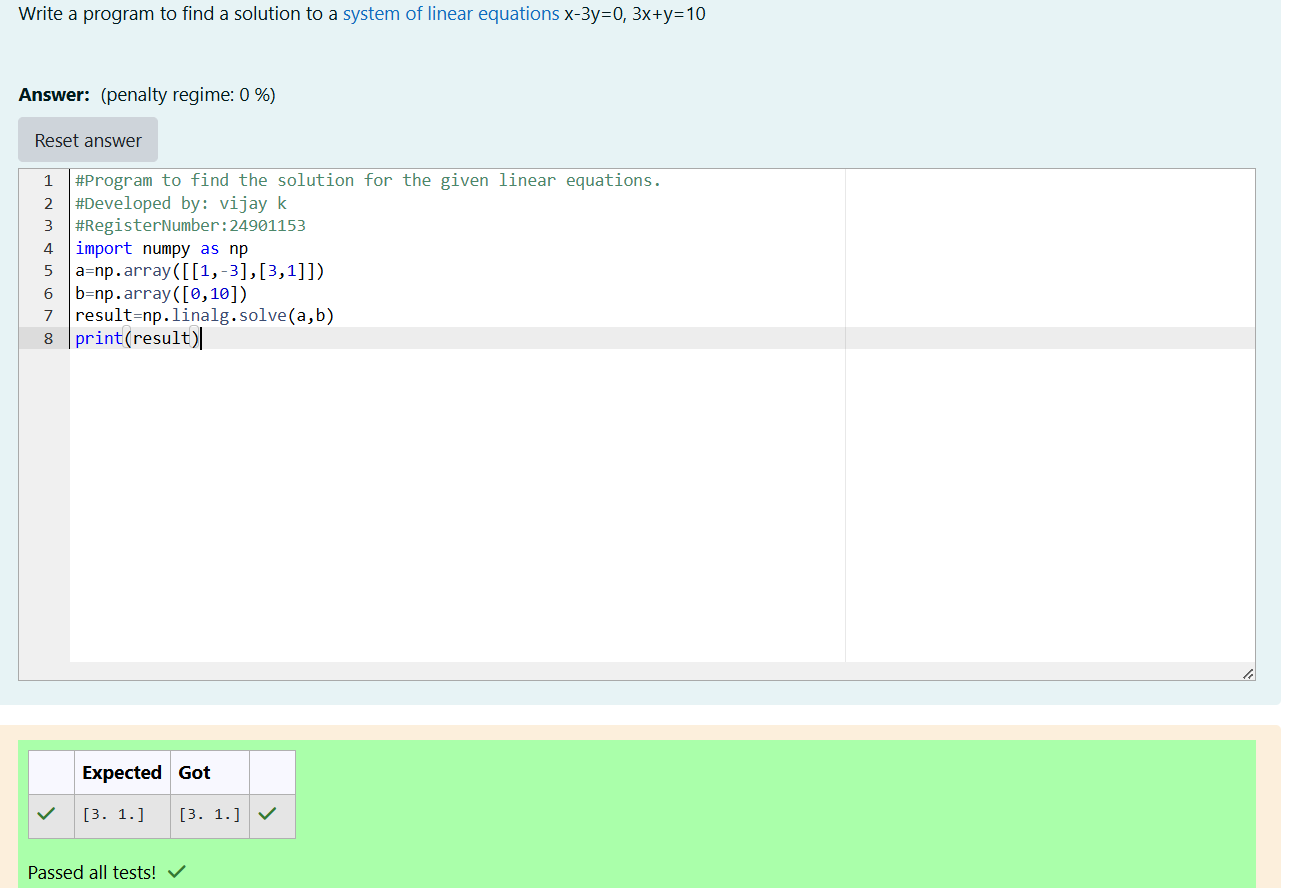 Write a program to find a solution to a system of linear equations x-3y=0, 3x+y=10
Answer: (penalty regime: 0 %)
Reset answer
1 #Program to find the solution for the given linear equations.
2 #Developed by: vijay k
3 #RegisterNumber:24901153
4 import numpy as np
5 a=np.array([[1,-3],[3,1]])
6 b=np.array([0,10])
7 result=np.linalg.solve(a,b)
8 print(result)
Expected Got
[3. 1.] [3. 1.]
Passed all tests!